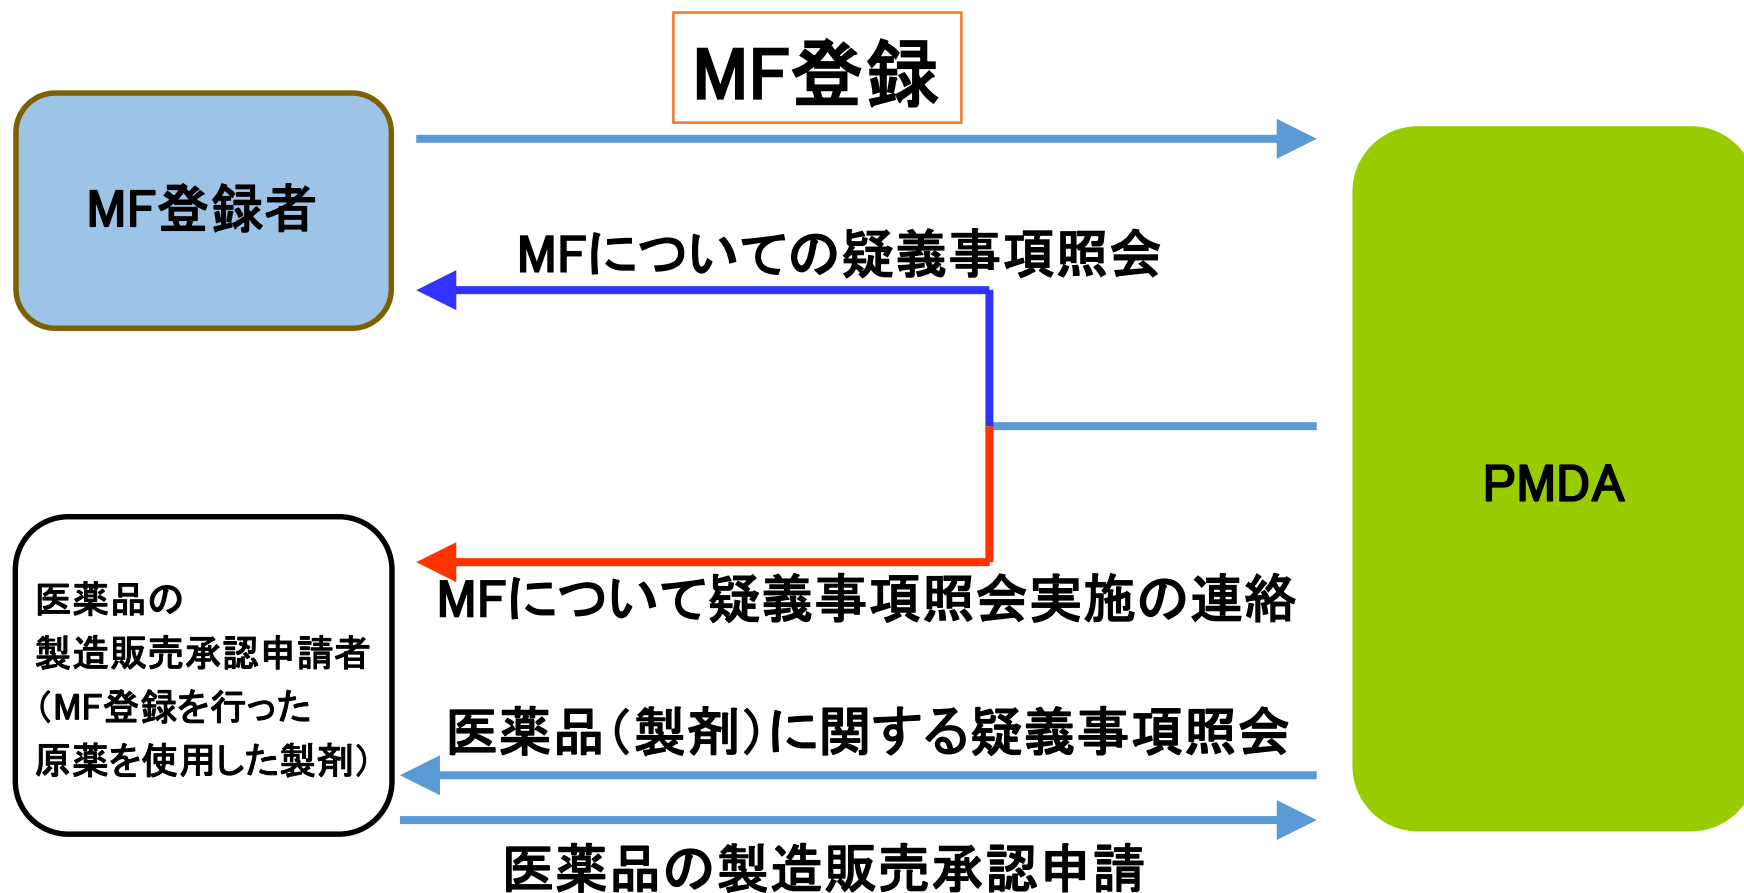 MF登録
MF登録者
MFについての疑義事項照会
PMDA
MFについて疑義事項照会実施の連絡
医薬品の
製造販売承認申請者
（MF登録を行った
原薬を使用した製剤）
医薬品（製剤）に関する疑義事項照会
医薬品の製造販売承認申請